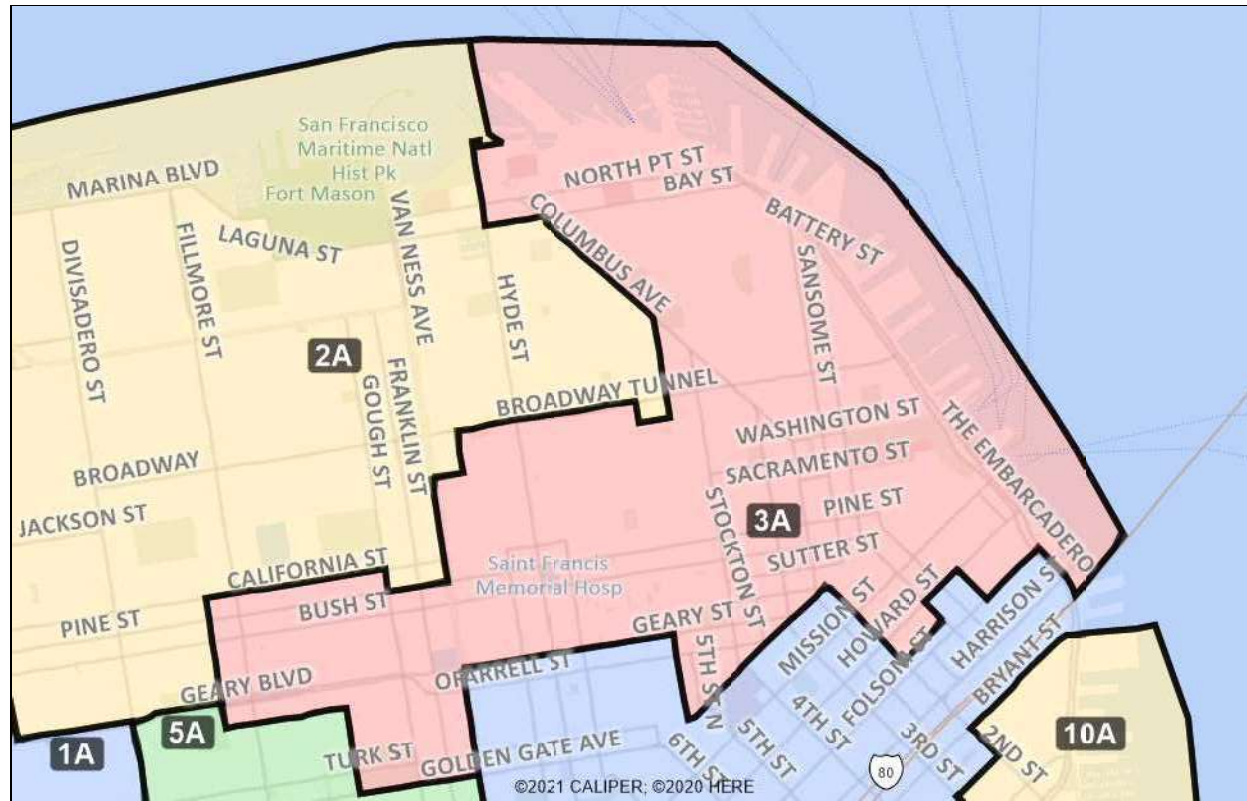 San Francisco
Maritime Natl
Hist Pk
Fort Mason
MARINA BLVD
NORTH PT ST
BAY ST
COLUMBUS AVE
BATTERY ST
LAGUNA ST
VAN NESS AVE
DIVISADERO ST
FILLMORE ST
HYDE ST
SANSOME ST
2A
FRANKLIN ST
GOUGH ST
BROADWAY TUNNEL
WASHINGTON ST
THE EMBARCADERO
BROADWAY
SACRAMENTO ST
JACKSON ST
STOCKTON ST
PINE ST
3A
SUTTER ST
CALIFORNIA ST
Saint Francis
Memorial Hosp
BUSH ST
PINE ST
GEARY ST
MISSION ST
HOWARD ST
HARRISON S
FOLSOM ST
BRYANT ST
5TH ST N
OFARRELL ST
GEARY BLVD
4TH ST
5TH ST
6TH ST
3RD ST
2ND ST
1A
5A
10A
TURK ST
GOLDEN GATE AVE
80
©2021 CALIPER; ©2020 HERE